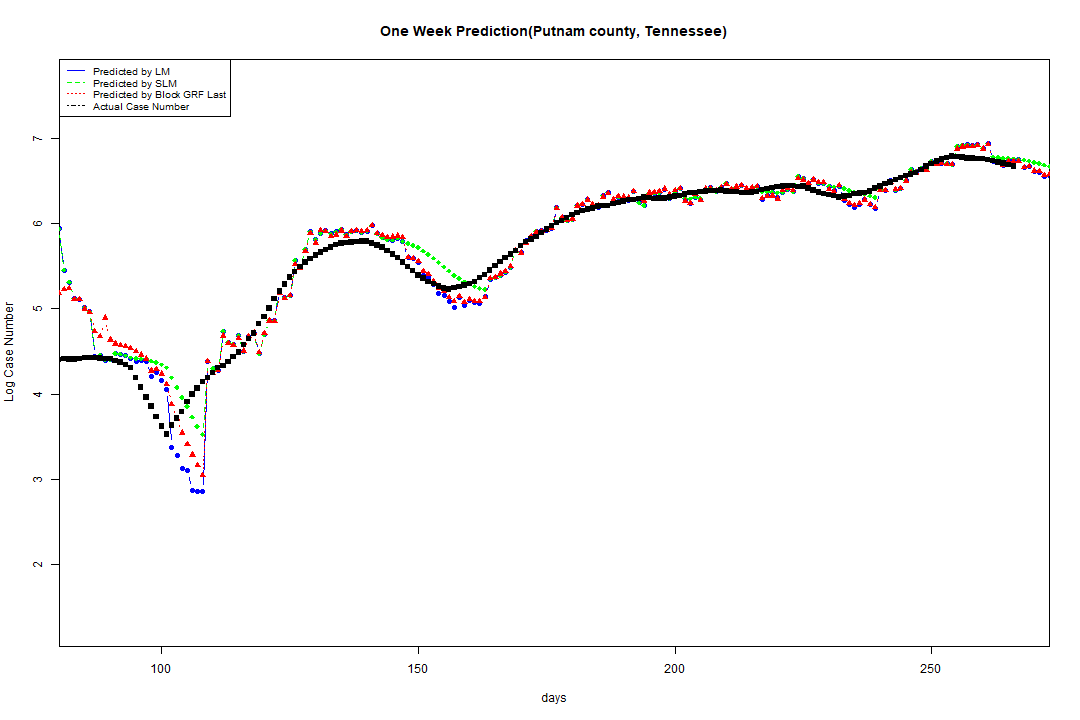 One Week Prediction(Putnam county, Tennessee)
Predicted by LM
Predicted by SLM
Predicted by Block GRF Last
Actual Case Number
7
6
5
4
3
2
Log Case Number
100 150 200 250
days